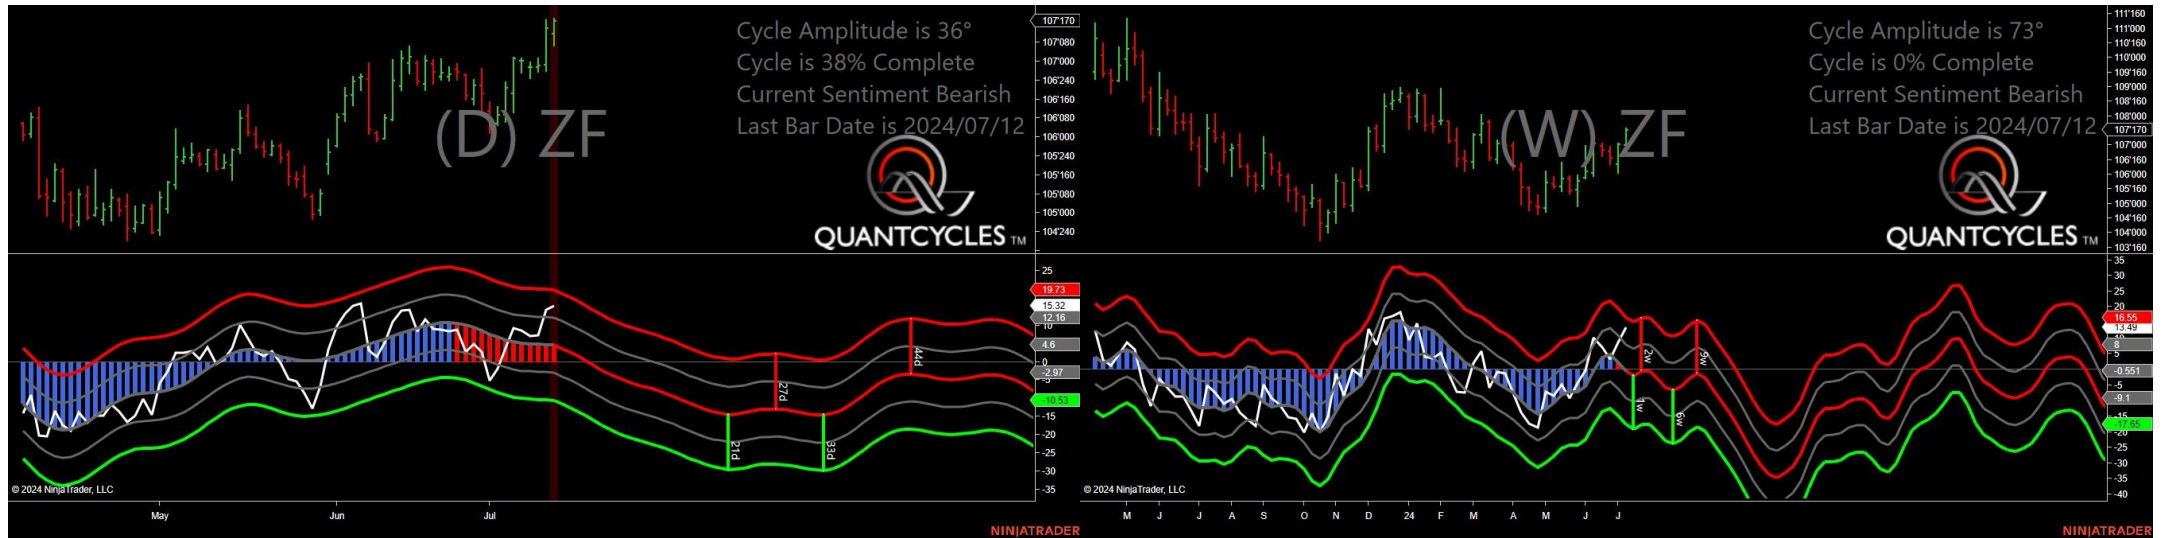 Cycle Amplitude is 36°
Cycle is 38% Complete
Current Sentiment Bearish
Last Bar Date is 2024/07/12
(D) ZF
QUANTCYCLES TM
107'170
107'080
107'000
106'240
106'160
106'080
106'000
105'240
105'160
105'080
105'000
104'240
25
19.73
15.32
12.16
10
4.6
0
-2.97
-5
-10.53
-15
-20
-25
-30
-35
21d
27d
33d
44d
© 2024 NinjaTrader, LLC
May Jun Jul
NINJATRADER
Cycle Amplitude is 73°
Cycle is 0% Complete
Current Sentiment Bearish
Last Bar Date is 2024/07/12
(W) ZF
QUANTCYCLES TM
111'160
111'000
110'160
110'000
109'160
109'000
108'160
108'000
107'170
107'000
106'160
106'000
105'160
105'000
104'160
104'000
103'160
35
30
25
20
16.55
13.49
8
5
-0.551
-5
-9.1
-15
-17.65
-20
-25
-30
-35
-40
1w
2w
6w
9w
© 2024 NinjaTrader, LLC
M J J A S O N D 24 F M A M J J
NINJATRADER